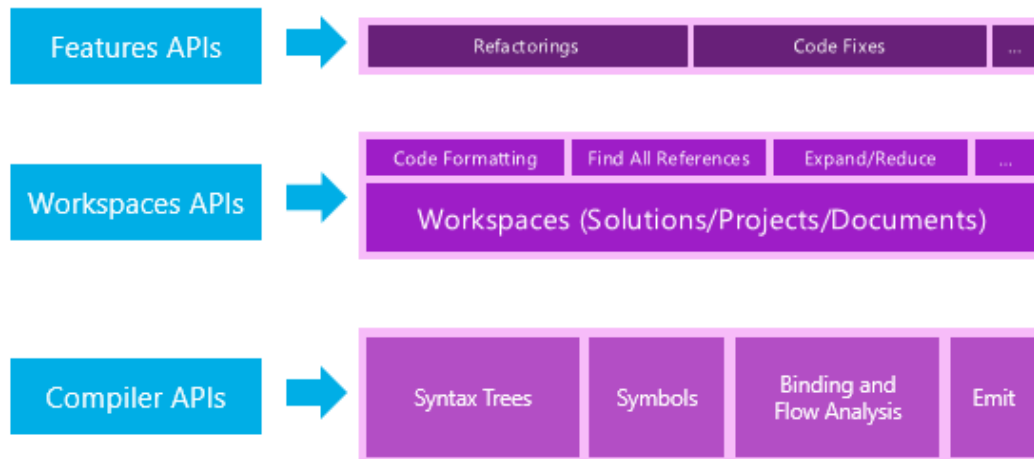 Features APIs
Refactorings
Code Fixes
...
Workspaces APIs
Code Formatting
Find All References
Expand/Reduce
...
Workspaces (Solutions/Projects/Documents)
Compiler APIs
Syntax Trees
Symbols
Binding and
Flow Analysis
Emit